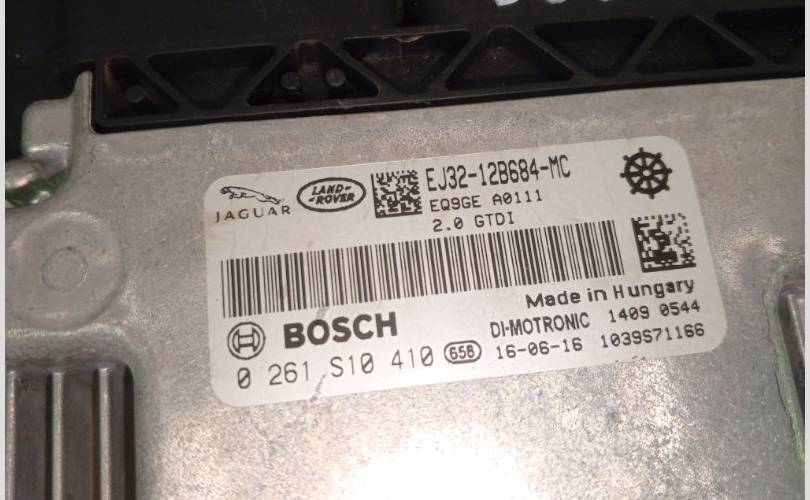 JAGUAR
LAND-
ROVER
EJ32-12B684-MC
EQ9GE A0111
2.0 GTDI
Made in Hungary
BOSCH
DI-MOTRONIC 1409 0544
0 261 S10 410 658 16-06-16 1039S71166